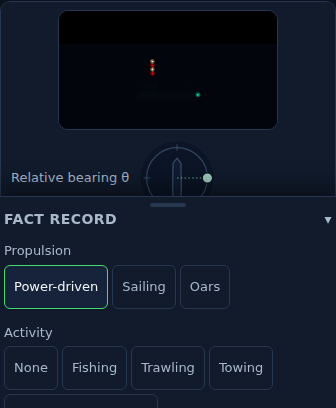 Relative bearing θ
FACT RECORD ▼
Propulsion
Power-driven Sailing Oars
Activity
None Fishing Trawling Towing